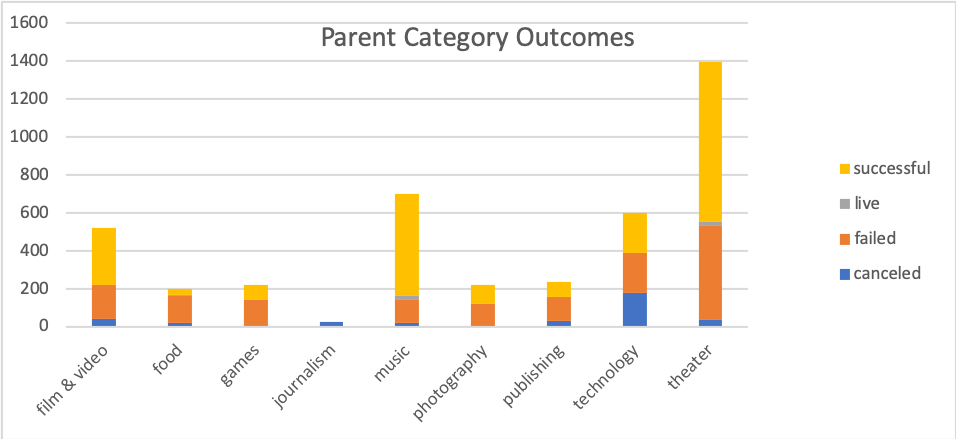 Parent Category Outcomes
1600
1400
1200
1000
800
600
400
200
0
film & video
food
games
journalism
music
photography
publishing
technology
theater
successful
live
failed
canceled